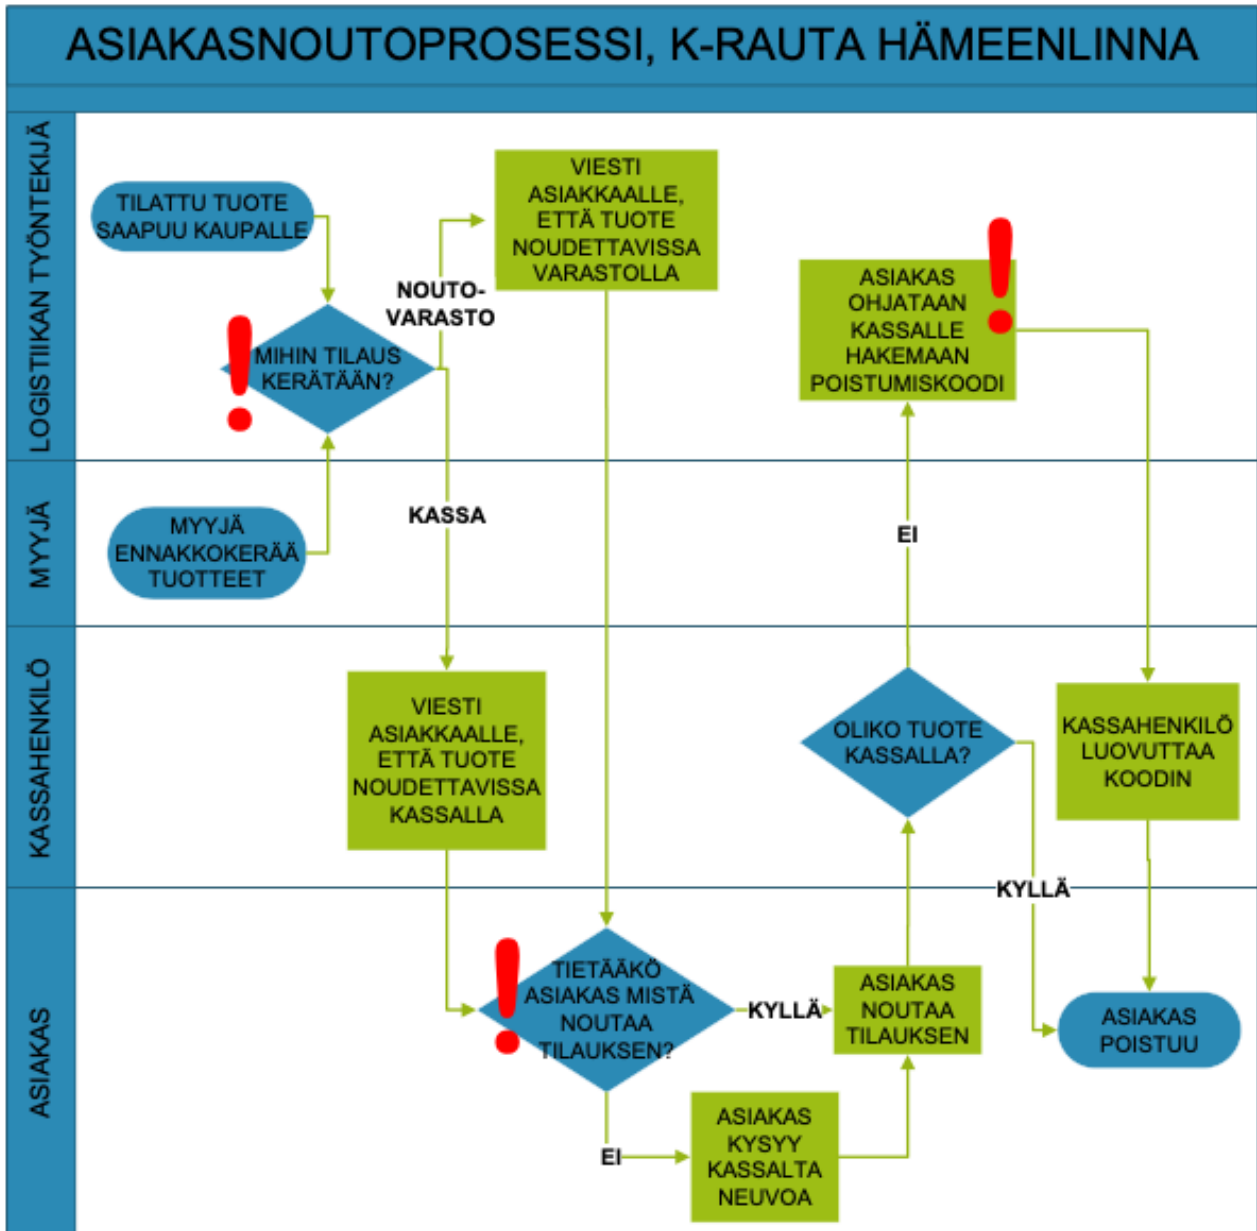 ASIAKASNOUTOPROSESSI, K-RAUTA HÄMEENLINNA
LOGISTIIKAN TYÖNTEKIJÄ
TILATTU TUOTE
SAAPUU KAUPALLE
MIHIN TILAUS
KERÄTÄÄN?
NOUTO-
VARASTO
VIESTI
ASIAKKAALLE,
ETTÄ TUOTE
NOUDETTAVISSA
VARASTOLLA
ASIAKAS
OHJATAAN
KASSALLE
HAKEMAAN
POISTUMISKOODI
MYYJÄ
MYYJÄ
ENNAKKOKERÄÄ
TUOTTEET
KASSA
EI
KASSAHENKILÖ
VIESTI
ASIAKKAALLE,
ETTÄ TUOTE
NOUDETTAVISSA
KASSALLA
OLIKO TUOTE
KASSALLA?
KASSAHENKILÖ
LUOVUTTAA
KOODIN
KYLLÄ
ASIAKAS
TIETÄÄKÖ
ASIAKAS MISTÄ
NOUTAA
TILAUKSEN?
KYLLÄ
ASIAKAS
NOUTAA
TILAUKSEN
ASIAKAS
POISTUU
EI
ASIAKAS
KYSYY
KASSALTA
NEUVOA